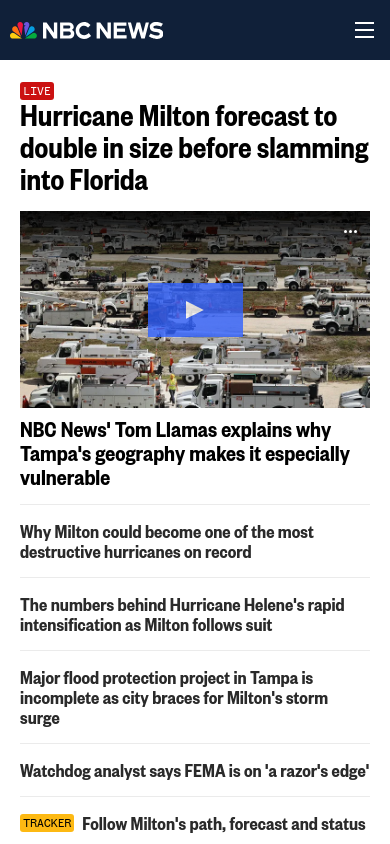 NBC NEWS
LIVE
Hurricane Milton forecast to
double in size before slamming
into Florida
NBC News' Tom Llamas explains why
Tampa's geography makes it especially
vulnerable
Why Milton could become one of the most
destructive hurricanes on record
The numbers behind Hurricane Helene's rapid
intensification as Milton follows suit
Major flood protection project in Tampa is
incomplete as city braces for Milton's storm
surge
Watchdog analyst says FEMA is on 'a razor's edge'
TRACKER Follow Milton's path, forecast and status